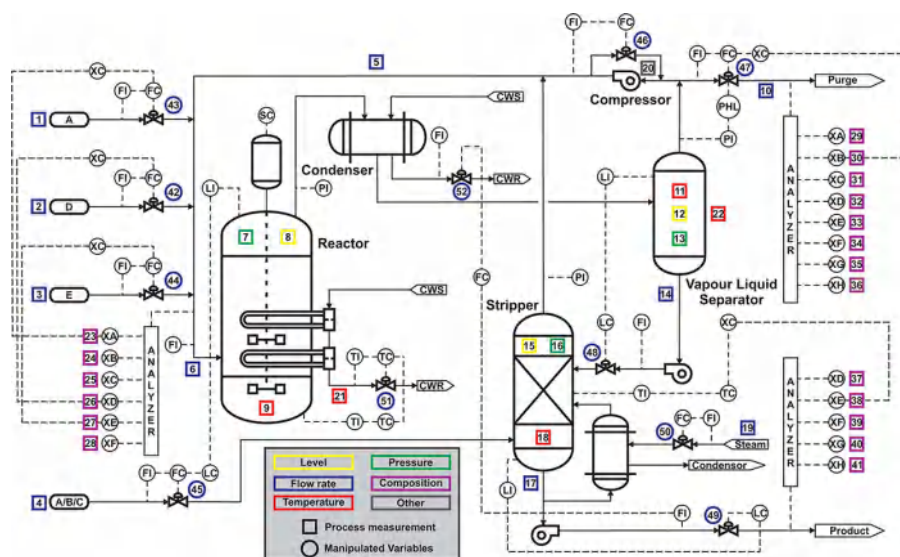 5
FI
FC
46
20
Compressor
FI
FC
XC
47
10
Purge
PHL
PI
XC
FI
FC
43
1
A
SC
CWS
Condenser
FI
52
CWR
XC
FI
FC
42
2
D
LI
PI
7
8
Reactor
LI
11
12
13
22
Vapour Liquid
Separator
14
ANALYZER
XA 29
XB 30
XC 31
XD 32
XE 33
XF 34
XG 35
XH 36
XC
FI
FC
44
3
E
FC
PI
Stripper
CWS
LC
FI
48
XC
15
16
23 XA
24 XB
25 XC
26 XD
27 XE
28 XF
ANALYZER
FI
6
TI
TC
21
51
CWR
9
TI
TC
TI
TC
18
ANALYZER
XD 37
XE 38
XF 39
XG 40
XH 41
50
FC
FI
19
Steam
Condensor
FI
FC
LC
45
4
A/B/C
LI
17
FI
49
LC
Product
Level
Pressure
Flow rate
Composition
Temperature
Other
Process measurement
Manipulated Variables